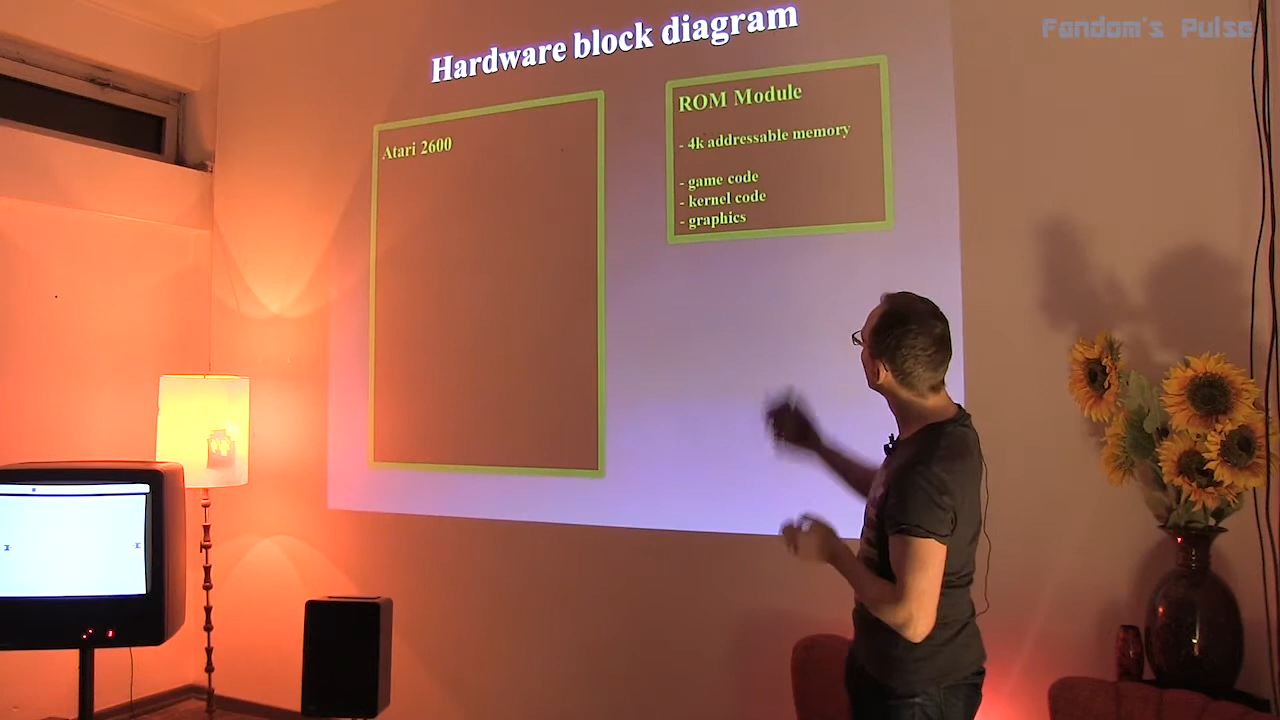 Fandom's Pulse
Hardware block diagram
Atari 2600
ROM Module
- 4k addressable memory
- game code
- kernel code
- graphics